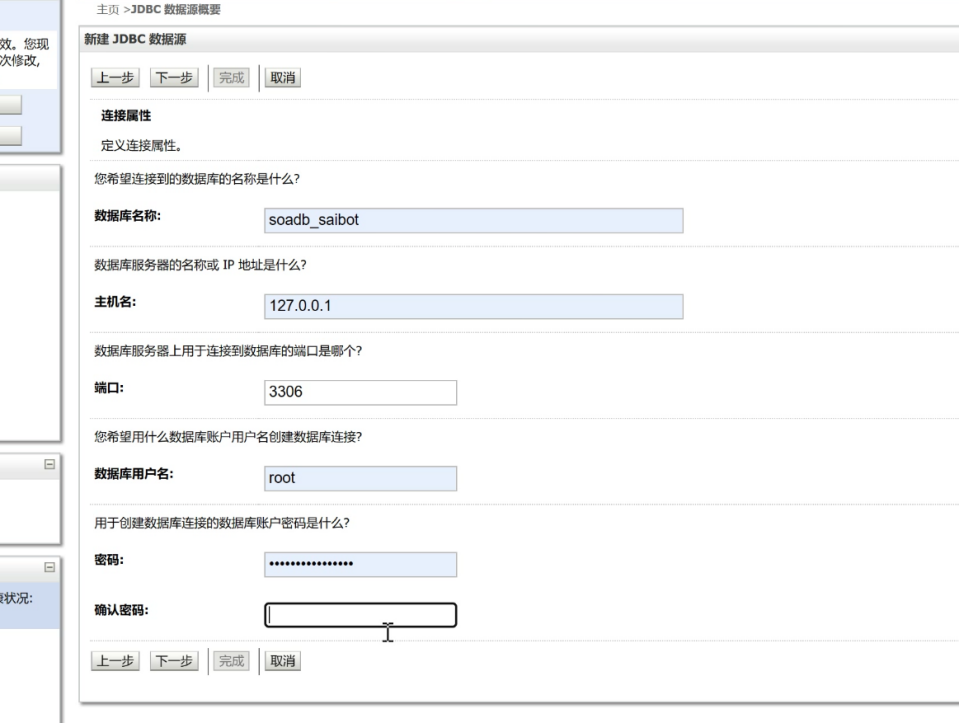 主页 >JDBC 数据源概要
效。您现
次修改,
新建 JDBC 数据源
上一步 下一步 完成 取消
连接属性
定义连接属性。
您希望连接到的数据库的名称是什么?
数据库名称: soadb_saibot
数据库服务器的名称或 IP 地址是什么?
主机名: 127.0.0.1
数据库服务器上用于连接到数据库的端口是哪个?
端口: 3306
您希望用什么数据库账户用户名创建数据库连接?
数据库用户名: root
用于创建数据库连接的数据库账户密码是什么?
密码: ••••••••••••••••
状况:
确认密码:
上一步 下一步 完成 取消